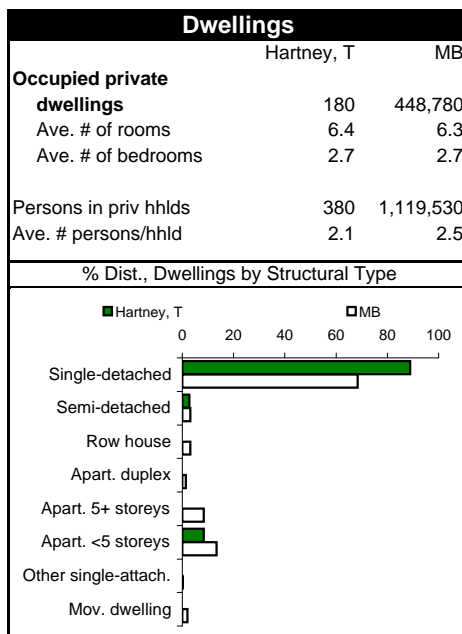 Dwellings
Hartney, T MB
Occupied private
dwellings 180 448,780
Ave. # of rooms 6.4 6.3
Ave. # of bedrooms 2.7 2.7
Persons in priv hhlds 380 1,119,530
Ave. # persons/hhld 2.1 2.5
% Dist., Dwellings by Structural Type
Hartney, T MB
0 20 40 60 80 100
Single-detached
Semi-detached
Row house
Apart. duplex
Apart. 5+ storeys
Apart. <5 storeys
Other single-attach.
Mov. dwelling